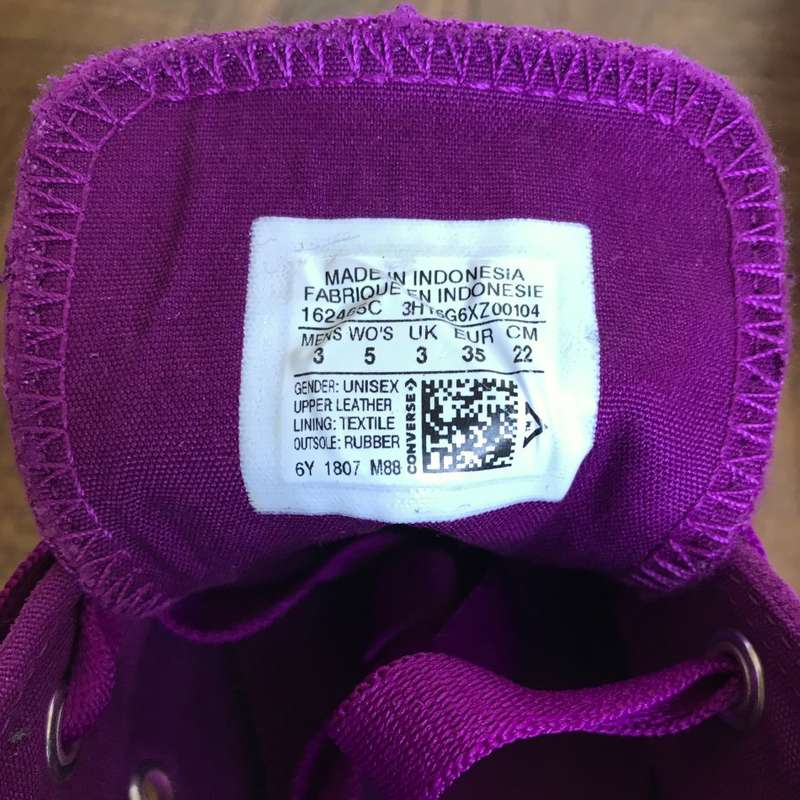 MADE IN INDONESIA
FABRIQUE EN INDONESIE
MENS WO'S UK EUR CM
3 5 3 35 22
GENDER: UNISEX
UPPER: LEATHER
LINING: TEXTILE
OUTSOLE: RUBBER
CONVERSE
6Y 1807 M88